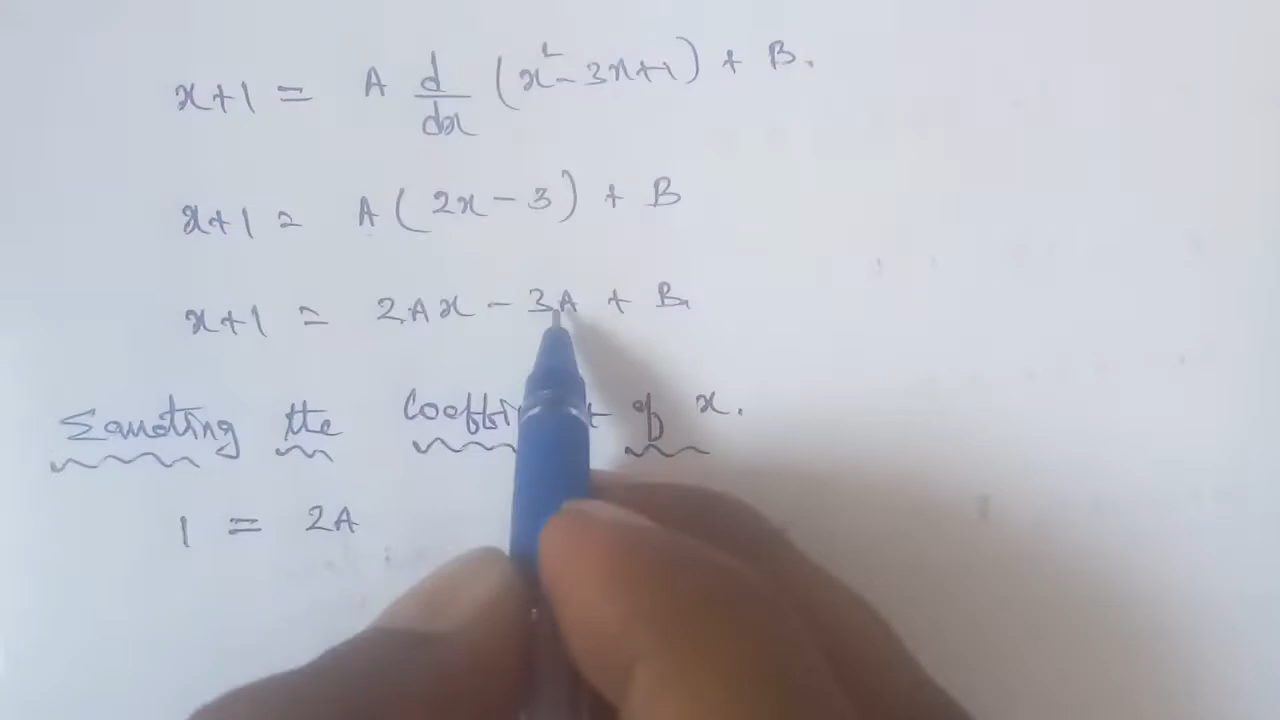 x+1 = A d/dx (x²-3x+1) + B.
x+1 = A(2x-3) + B
x+1 = 2Ax - 3A + B.
Equating the of x.
1 = 2A